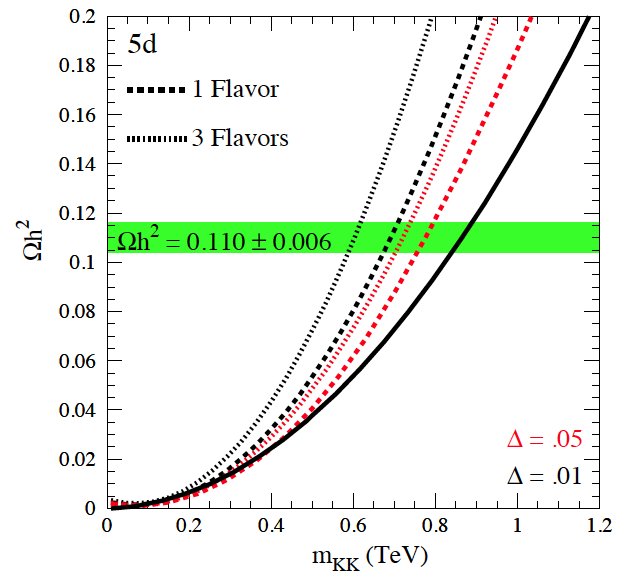 5d
1 Flavor
3 Flavors
Ωh² = 0.110 ± 0.006
Δ = .05
Δ = .01
Ωh²
0.2
0.18
0.16
0.14
0.12
0.1
0.08
0.06
0.04
0.02
0
0 0.2 0.4 0.6 0.8 1 1.2
m_KK (TeV)